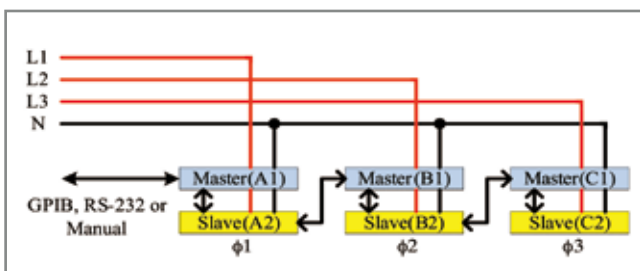 L1
L2
L3
N
Master(A1) Master(B1) Master(C1)
GPIB, RS-232 or
Manual
Slave(A2) Slave(B2) Slave(C2)
ϕ1 ϕ2 ϕ3